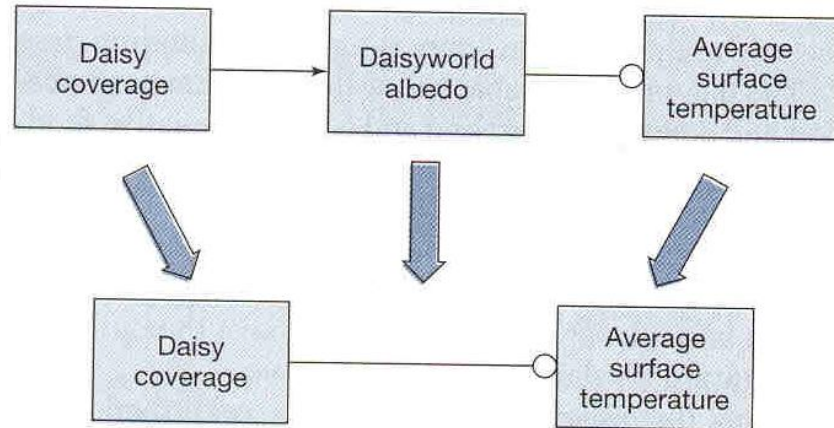 Daisy
coverage
Daisyworld
albedo
Average
surface
temperature
Daisy
coverage
Average
surface
temperature